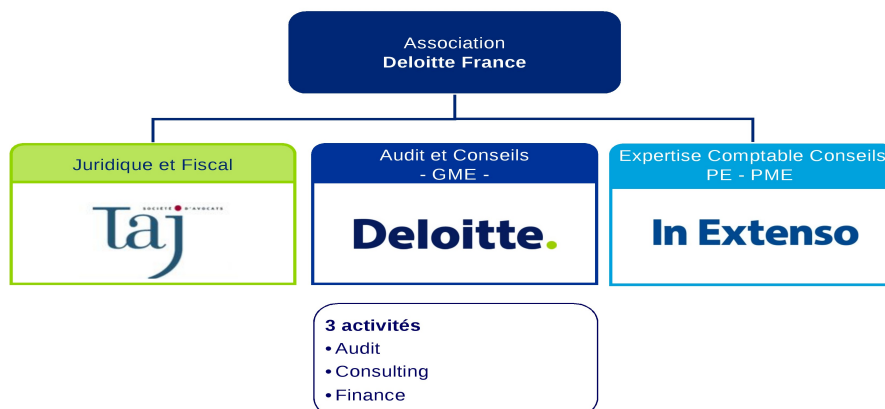 Association
Deloitte France
Juridique et Fiscal
SOCIÉTÉ D'AVOCATS
Taj
Audit et Conseils
- GME -
Deloitte.
Expertise Comptable Conseils
PE - PME
In Extenso
3 activités
• Audit
• Consulting
• Finance